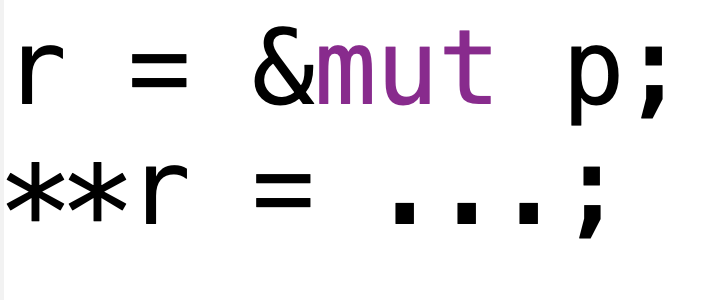 r = &mut p;
**r = ...;